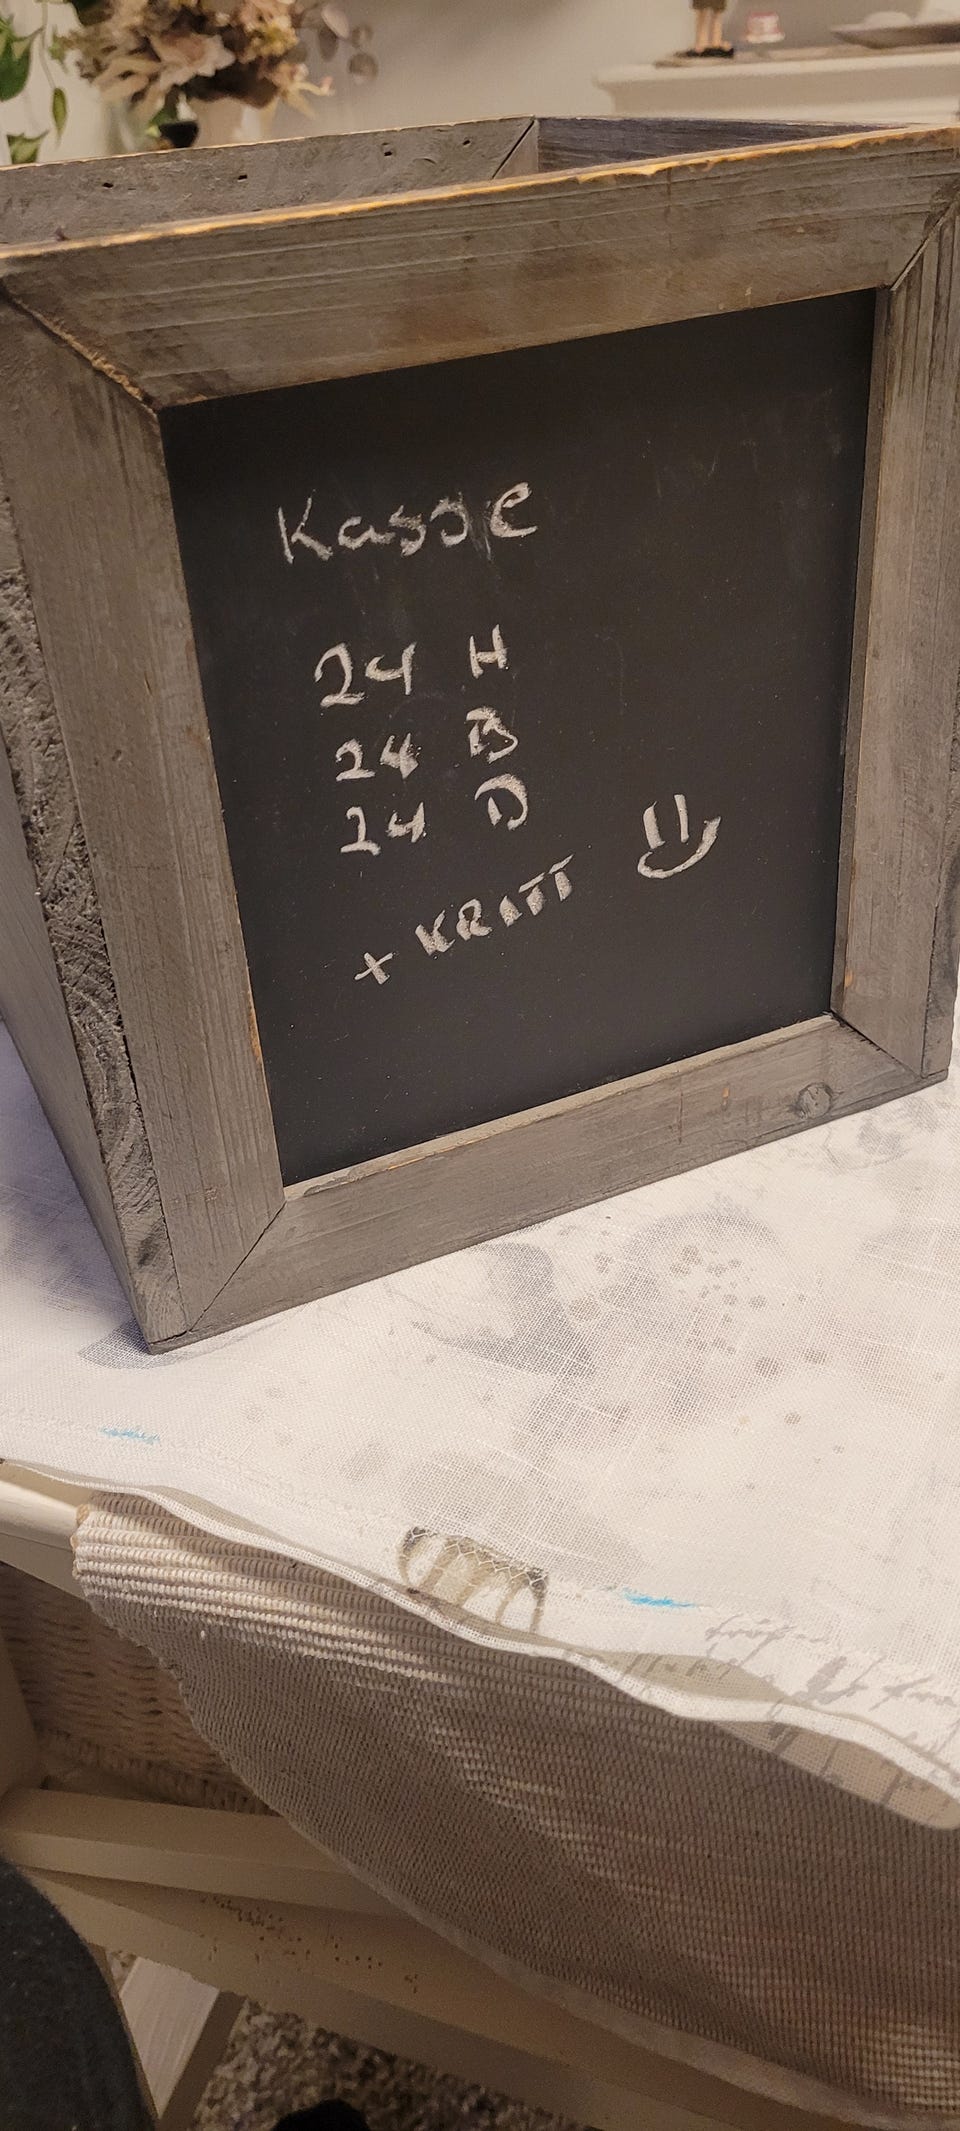 Kasse
24 H
24 B
24 D
+ KRITT